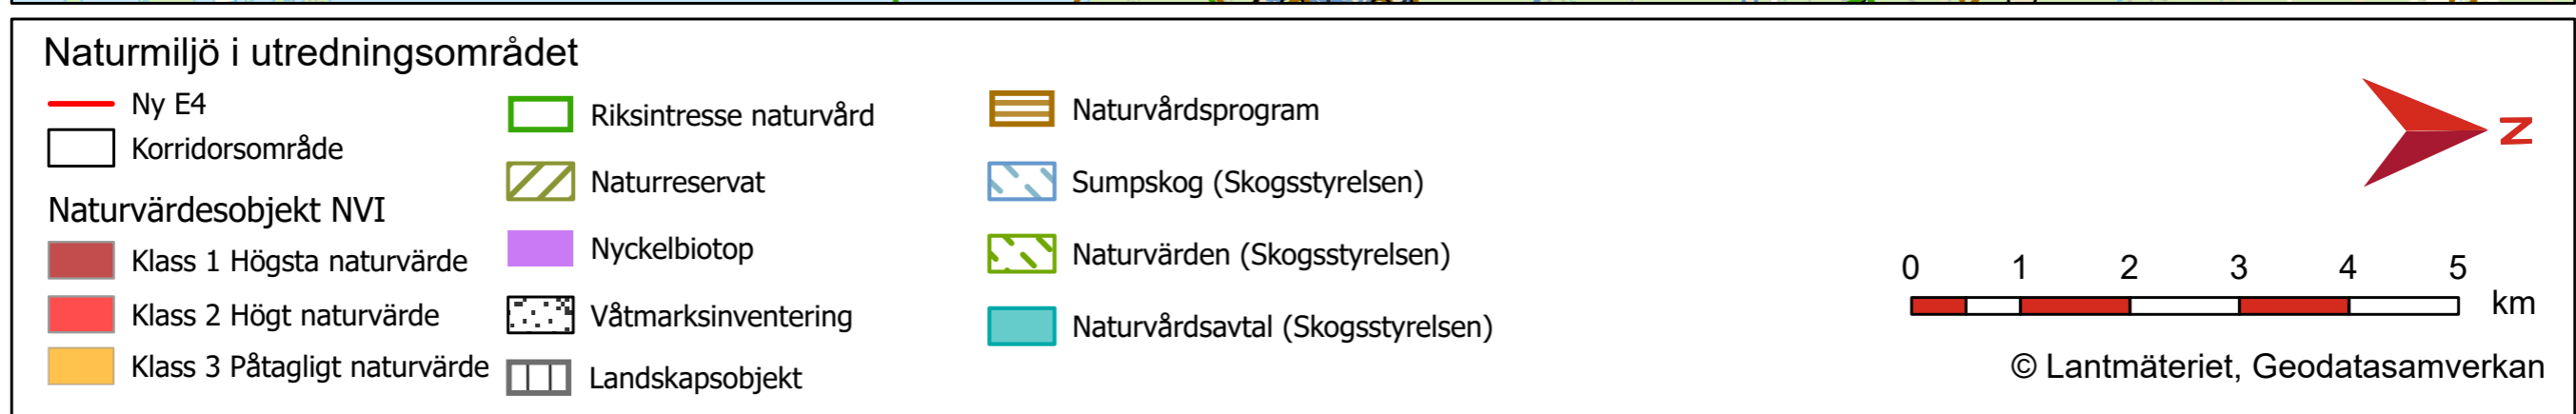 Naturmiljö i utredningsområdet
Ny E4
Korridorsområde
Naturvärdesobjekt NVI
Klass 1 Högsta naturvärde
Klass 2 Högt naturvärde
Klass 3 Påtagligt naturvärde
Riksintresse naturvård
Naturreservat
Nyckelbiotop
Våtmarksinventering
Landskapsobjekt
Naturvårdsprogram
Sumpskog (Skogsstyrelsen)
Naturvärden (Skogsstyrelsen)
Naturvårdsavtal (Skogsstyrelsen)
N
0 1 2 3 4 5
km
© Lantmäteriet, Geodatasamverkan